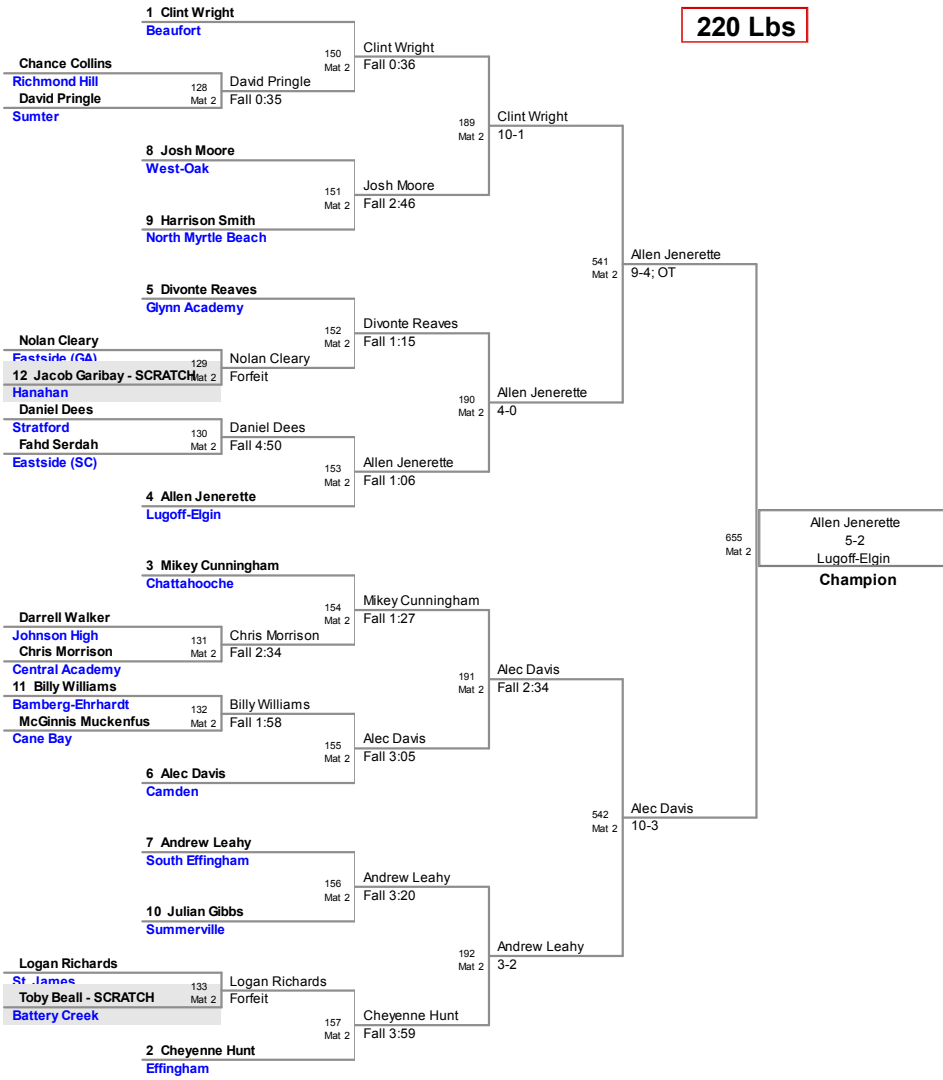 220 Lbs
1 Clint Wright
Beaufort
Chance Collins
Richmond Hill
David Pringle
Sumter
128
Mat 2
David Pringle
Fall 0:35
150
Mat 2
Clint Wright
Fall 0:36
8 Josh Moore
West-Oak
9 Harrison Smith
North Myrtle Beach
151
Mat 2
Josh Moore
Fall 2:46
189
Mat 2
Clint Wright
10-1
5 Divonte Reaves
Glynn Academy
Nolan Cleary
Eastside (GA)
12 Jacob Garibay - SCRATCH
Hanahan
129
Mat 2
Nolan Cleary
Forfeit
152
Mat 2
Divonte Reaves
Fall 1:15
Daniel Dees
Stratford
Fahd Serdah
Eastside (SC)
130
Mat 2
Daniel Dees
Fall 4:50
4 Allen Jenerette
Lugoff-Elgin
153
Mat 2
Allen Jenerette
Fall 1:06
190
Mat 2
Allen Jenerette
4-0
541
Mat 2
Allen Jenerette
9-4; OT
3 Mikey Cunningham
Chattahooche
Darrell Walker
Johnson High
Chris Morrison
Central Academy
131
Mat 2
Chris Morrison
Fall 2:34
154
Mat 2
Mikey Cunningham
Fall 1:27
11 Billy Williams
Bamberg-Ehrhardt
McGinnis Muckenfus
Cane Bay
132
Mat 2
Billy Williams
Fall 1:58
6 Alec Davis
Camden
155
Mat 2
Alec Davis
Fall 3:05
191
Mat 2
Alec Davis
Fall 2:34
7 Andrew Leahy
South Effingham
10 Julian Gibbs
Summerville
156
Mat 2
Andrew Leahy
Fall 3:20
Logan Richards
St. James
Toby Beall - SCRATCH
Battery Creek
133
Mat 2
Logan Richards
Forfeit
2 Cheyenne Hunt
Effingham
157
Mat 2
Cheyenne Hunt
Fall 3:59
192
Mat 2
Andrew Leahy
3-2
542
Mat 2
Alec Davis
10-3
655
Mat 2
Allen Jenerette
5-2
Lugoff-Elgin
Champion